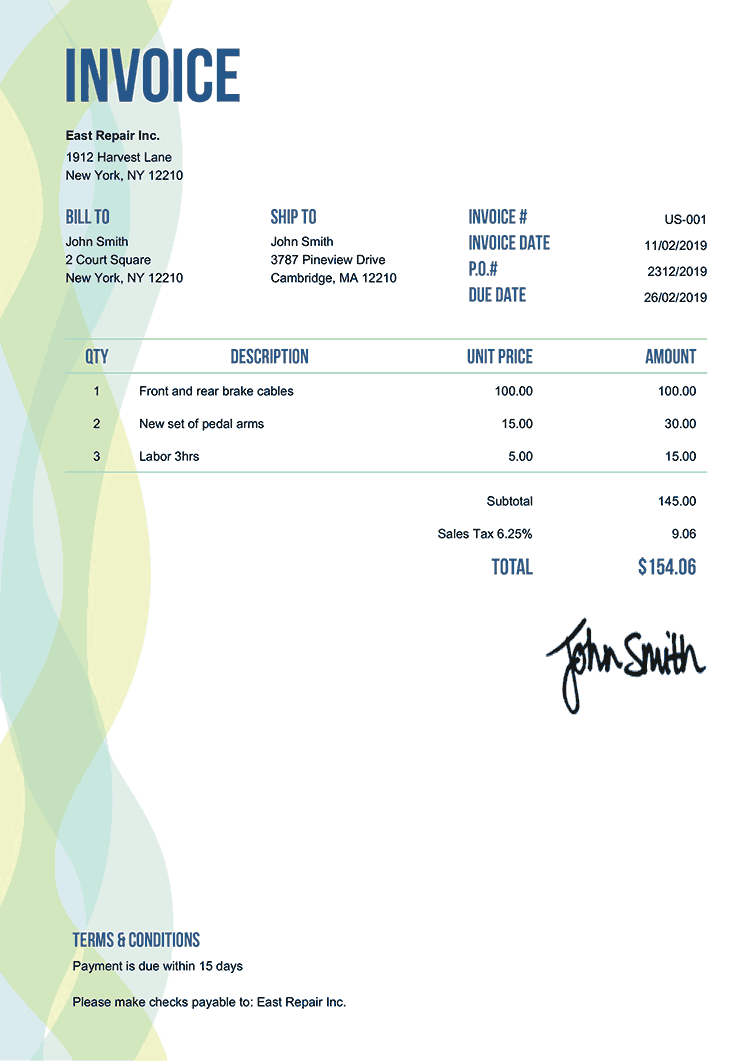 INVOICE
East Repair Inc.
1912 Harvest Lane
New York, NY 12210
BILL TO
John Smith
2 Court Square
New York, NY 12210
SHIP TO
John Smith
3787 Pineview Drive
Cambridge, MA 12210
INVOICE # US-001
INVOICE DATE 11/02/2019
P.O.# 2312/2019
DUE DATE 26/02/2019
QTY DESCRIPTION UNIT PRICE AMOUNT
1 Front and rear brake cables 100.00 100.00
2 New set of pedal arms 15.00 30.00
3 Labor 3hrs 5.00 15.00
Subtotal 145.00
Sales Tax 6.25% 9.06
TOTAL $154.06
John Smith
TERMS & CONDITIONS
Payment is due within 15 days
Please make checks payable to: East Repair Inc.